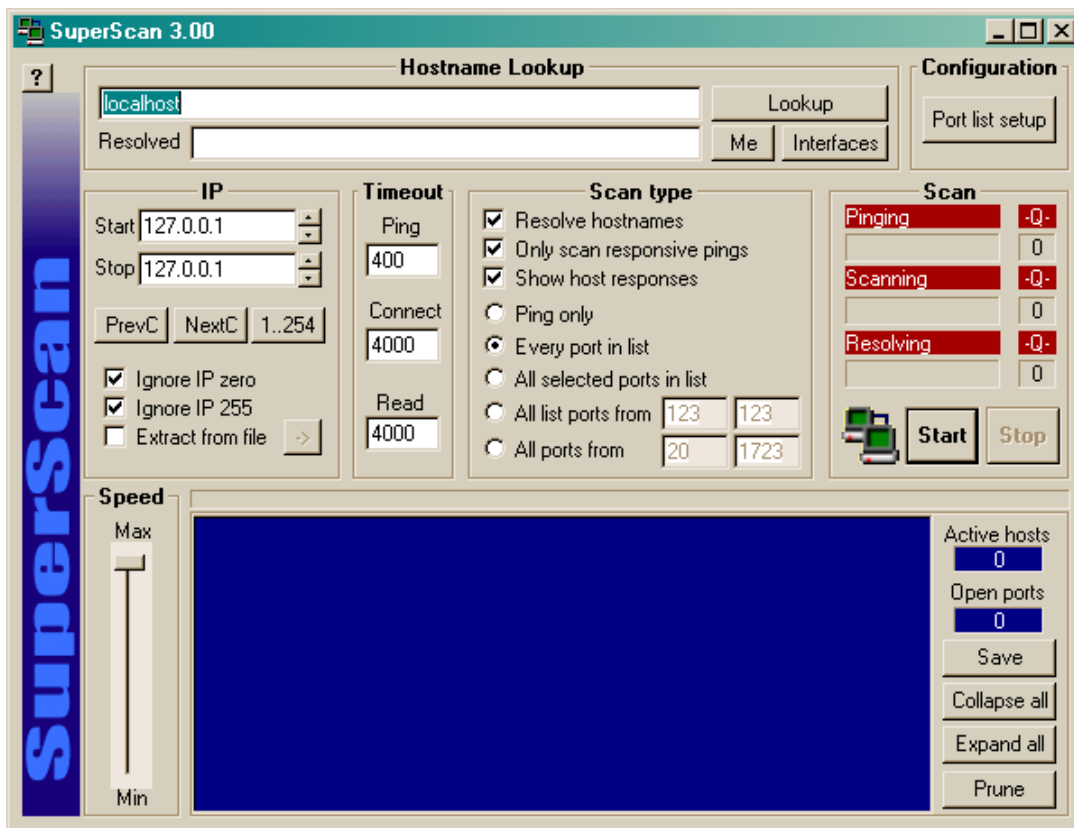 SuperScan 3.00
?
Hostname Lookup
localhost
Lookup
Resolved
Me
Interfaces
Configuration
Port list setup
IP
Start 127.0.0.1
Stop 127.0.0.1
PrevC NextC 1..254
Ignore IP zero
Ignore IP 255
Extract from file ->
Timeout
Ping
400
Connect
4000
Read
4000
Scan type
Resolve hostnames
Only scan responsive pings
Show host responses
Ping only
Every port in list
All selected ports in list
All list ports from 123 123
All ports from 20 1723
Scan
Pinging -Q-
0
Scanning -Q-
0
Resolving -Q-
0
Start Stop
SuperScan
Speed
Max
Min
Active hosts
0
Open ports
0
Save
Collapse all
Expand all
Prune